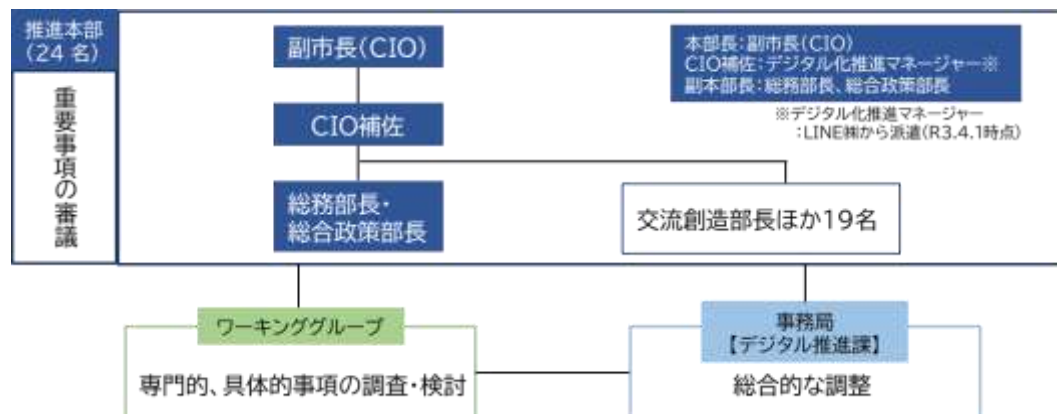 推進本部
(24 名)
重要事項の審議
副市長(CIO)
CIO補佐
総務部長・
総合政策部長
本部長:副市長(CIO)
CIO補佐:デジタル化推進マネージャー※
副本部長:総務部長、総合政策部長
※デジタル化推進マネージャー
:LINE㈱から派遣(R3.4.1時点)
交流創造部長ほか19名
ワーキンググループ
専門的、具体的事項の調査・検討
事務局
【デジタル推進課】
総合的な調整